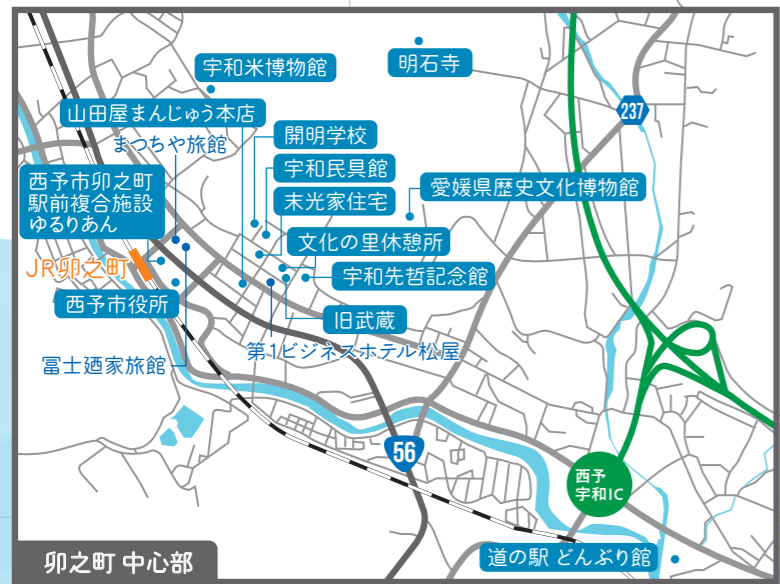 宇和米博物館
明石寺
237
山田屋まんじゅう本店
まつちや旅館
開明学校
宇和民具館
西予市卯之町
駅前複合施設
ゆるりあん
末光家住宅
愛媛県歴史文化博物館
文化の里休憩所
JR卯之町
宇和先哲記念館
西予市役所
旧武蔵
冨士廼家旅館
第1ビジネスホテル松屋
56
西予
宇和IC
卯之町 中心部
道の駅 どんぶり館